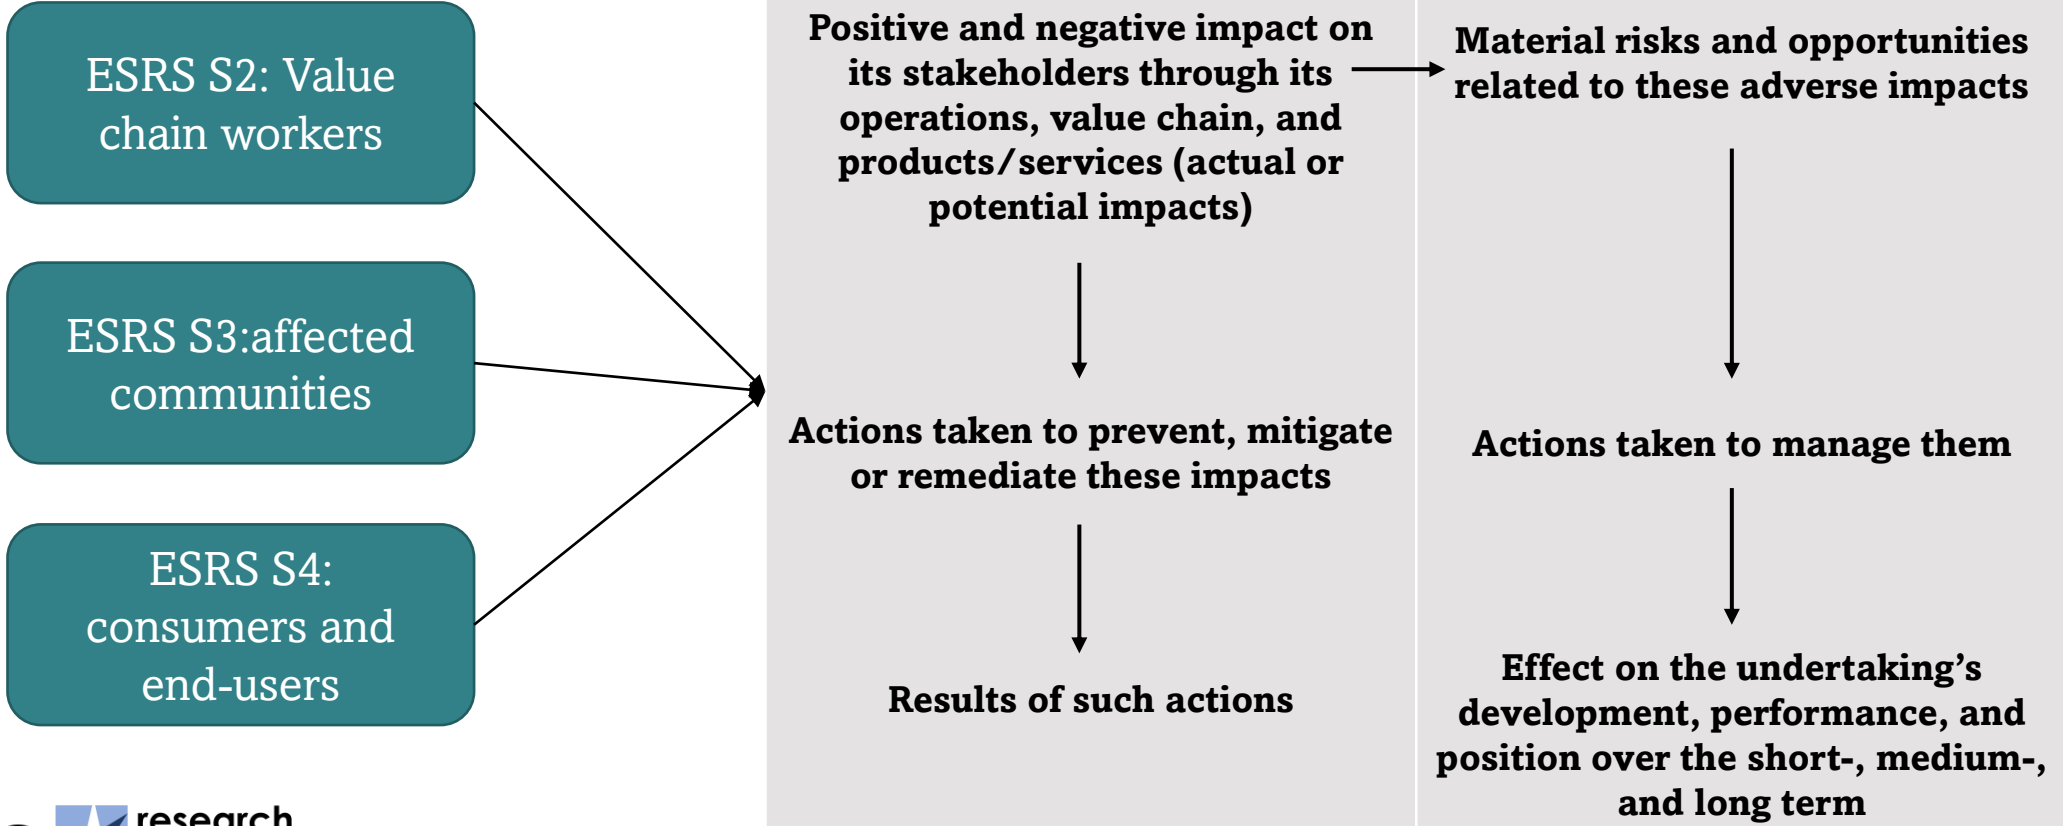 ESRS S2: Value
chain workers
ESRS S3:affected
communities
ESRS S4:
consumers and
end-users
Positive and negative impact on
its stakeholders through its
operations, value chain, and
products/services (actual or
potential impacts)
Actions taken to prevent, mitigate
or remediate these impacts
Results of such actions
Material risks and opportunities
related to these adverse impacts
Actions taken to manage them
Effect on the undertaking’s
development, performance, and
position over the short-, medium-,
and long term
research